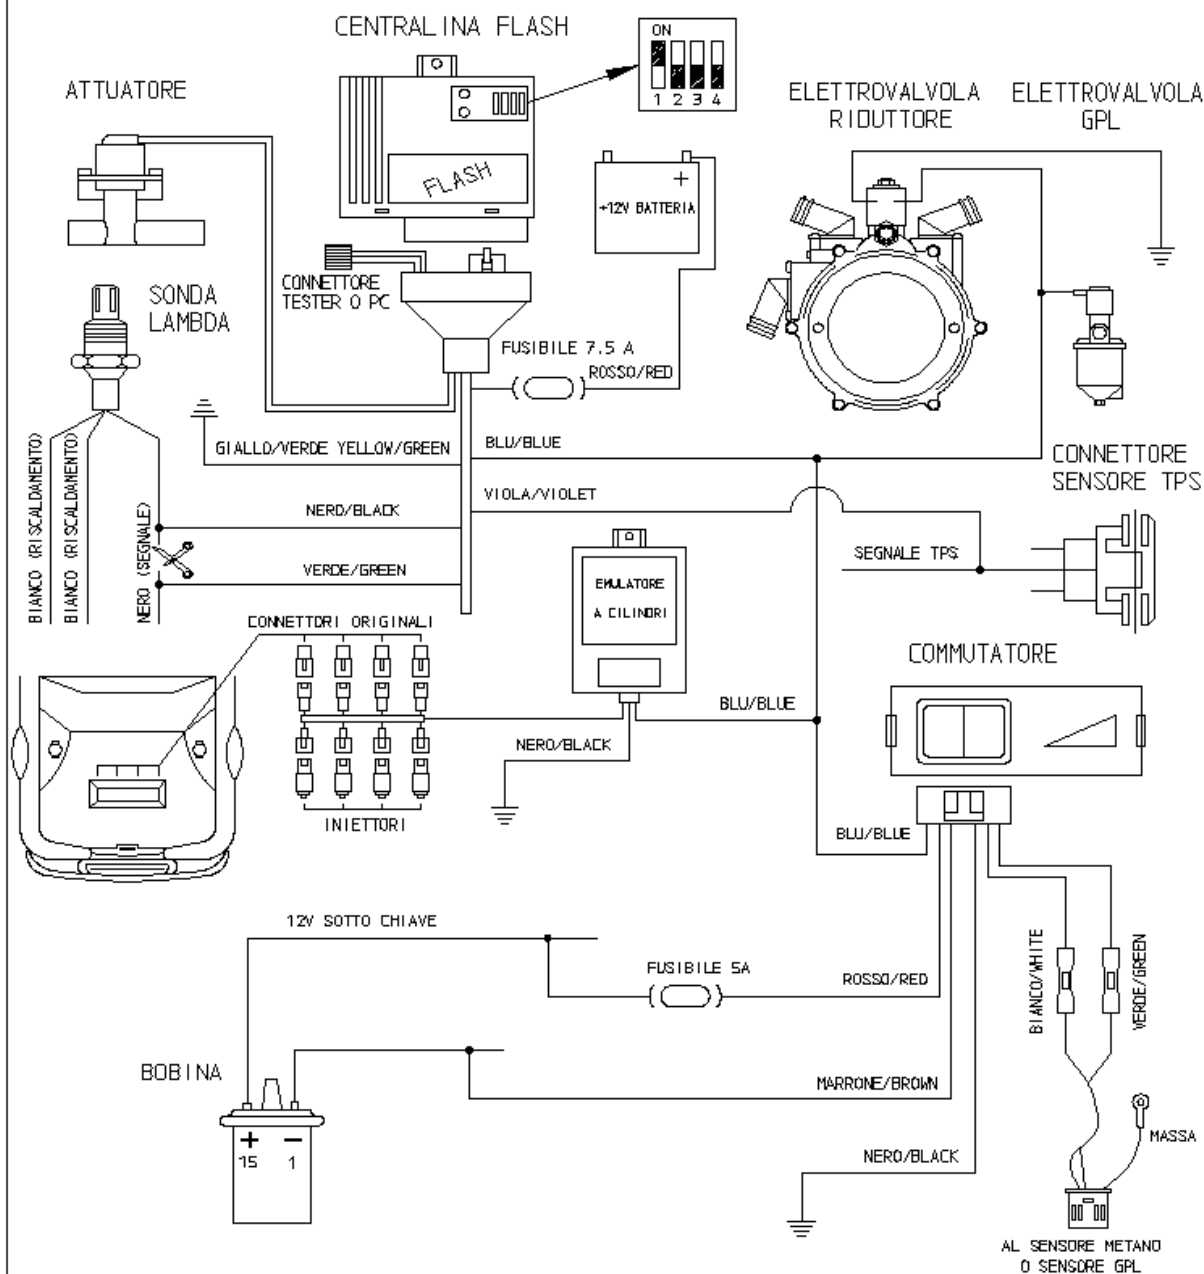 CENTRALINA FLASH
ON
1 2 3 4
ATTUATORE
ELETTROVALVOLA
RIDUTTORE
ELETTROVALVOLA
GPL
FLASH
+
+12V BATTERIA
CONNETTORE
TESTER O PC
SONDA
LAMBDA
FUSIBILE 7.5 A
ROSSO/RED
GIALLO/VERDE YELLOW/GREEN
BLU/BLUE
CONNETTORE
SENSORE TPS
VIOLA/VIOLET
NERO/BLACK
BIANCO (RISCALDAMENTO)
BIANCO (RISCALDAMENTO)
NERO (SEGNALE)
SEGNALE TPS
VERDE/GREEN
EMULATORE
A CILINDRI
CONNETTORI ORIGINALI
COMMUTATORE
BLU/BLUE
NERO/BLACK
INIETTORI
BLU/BLUE
12V SOTTO CHIAVE
FUSIBILE 5A
ROSSO/RED
BIANCO/WHITE
VERDE/GREEN
BOBINA
MARRONE/BROWN
+ −
15 1
MASSA
NERO/BLACK
AL SENSORE METANO
O SENSORE GPL